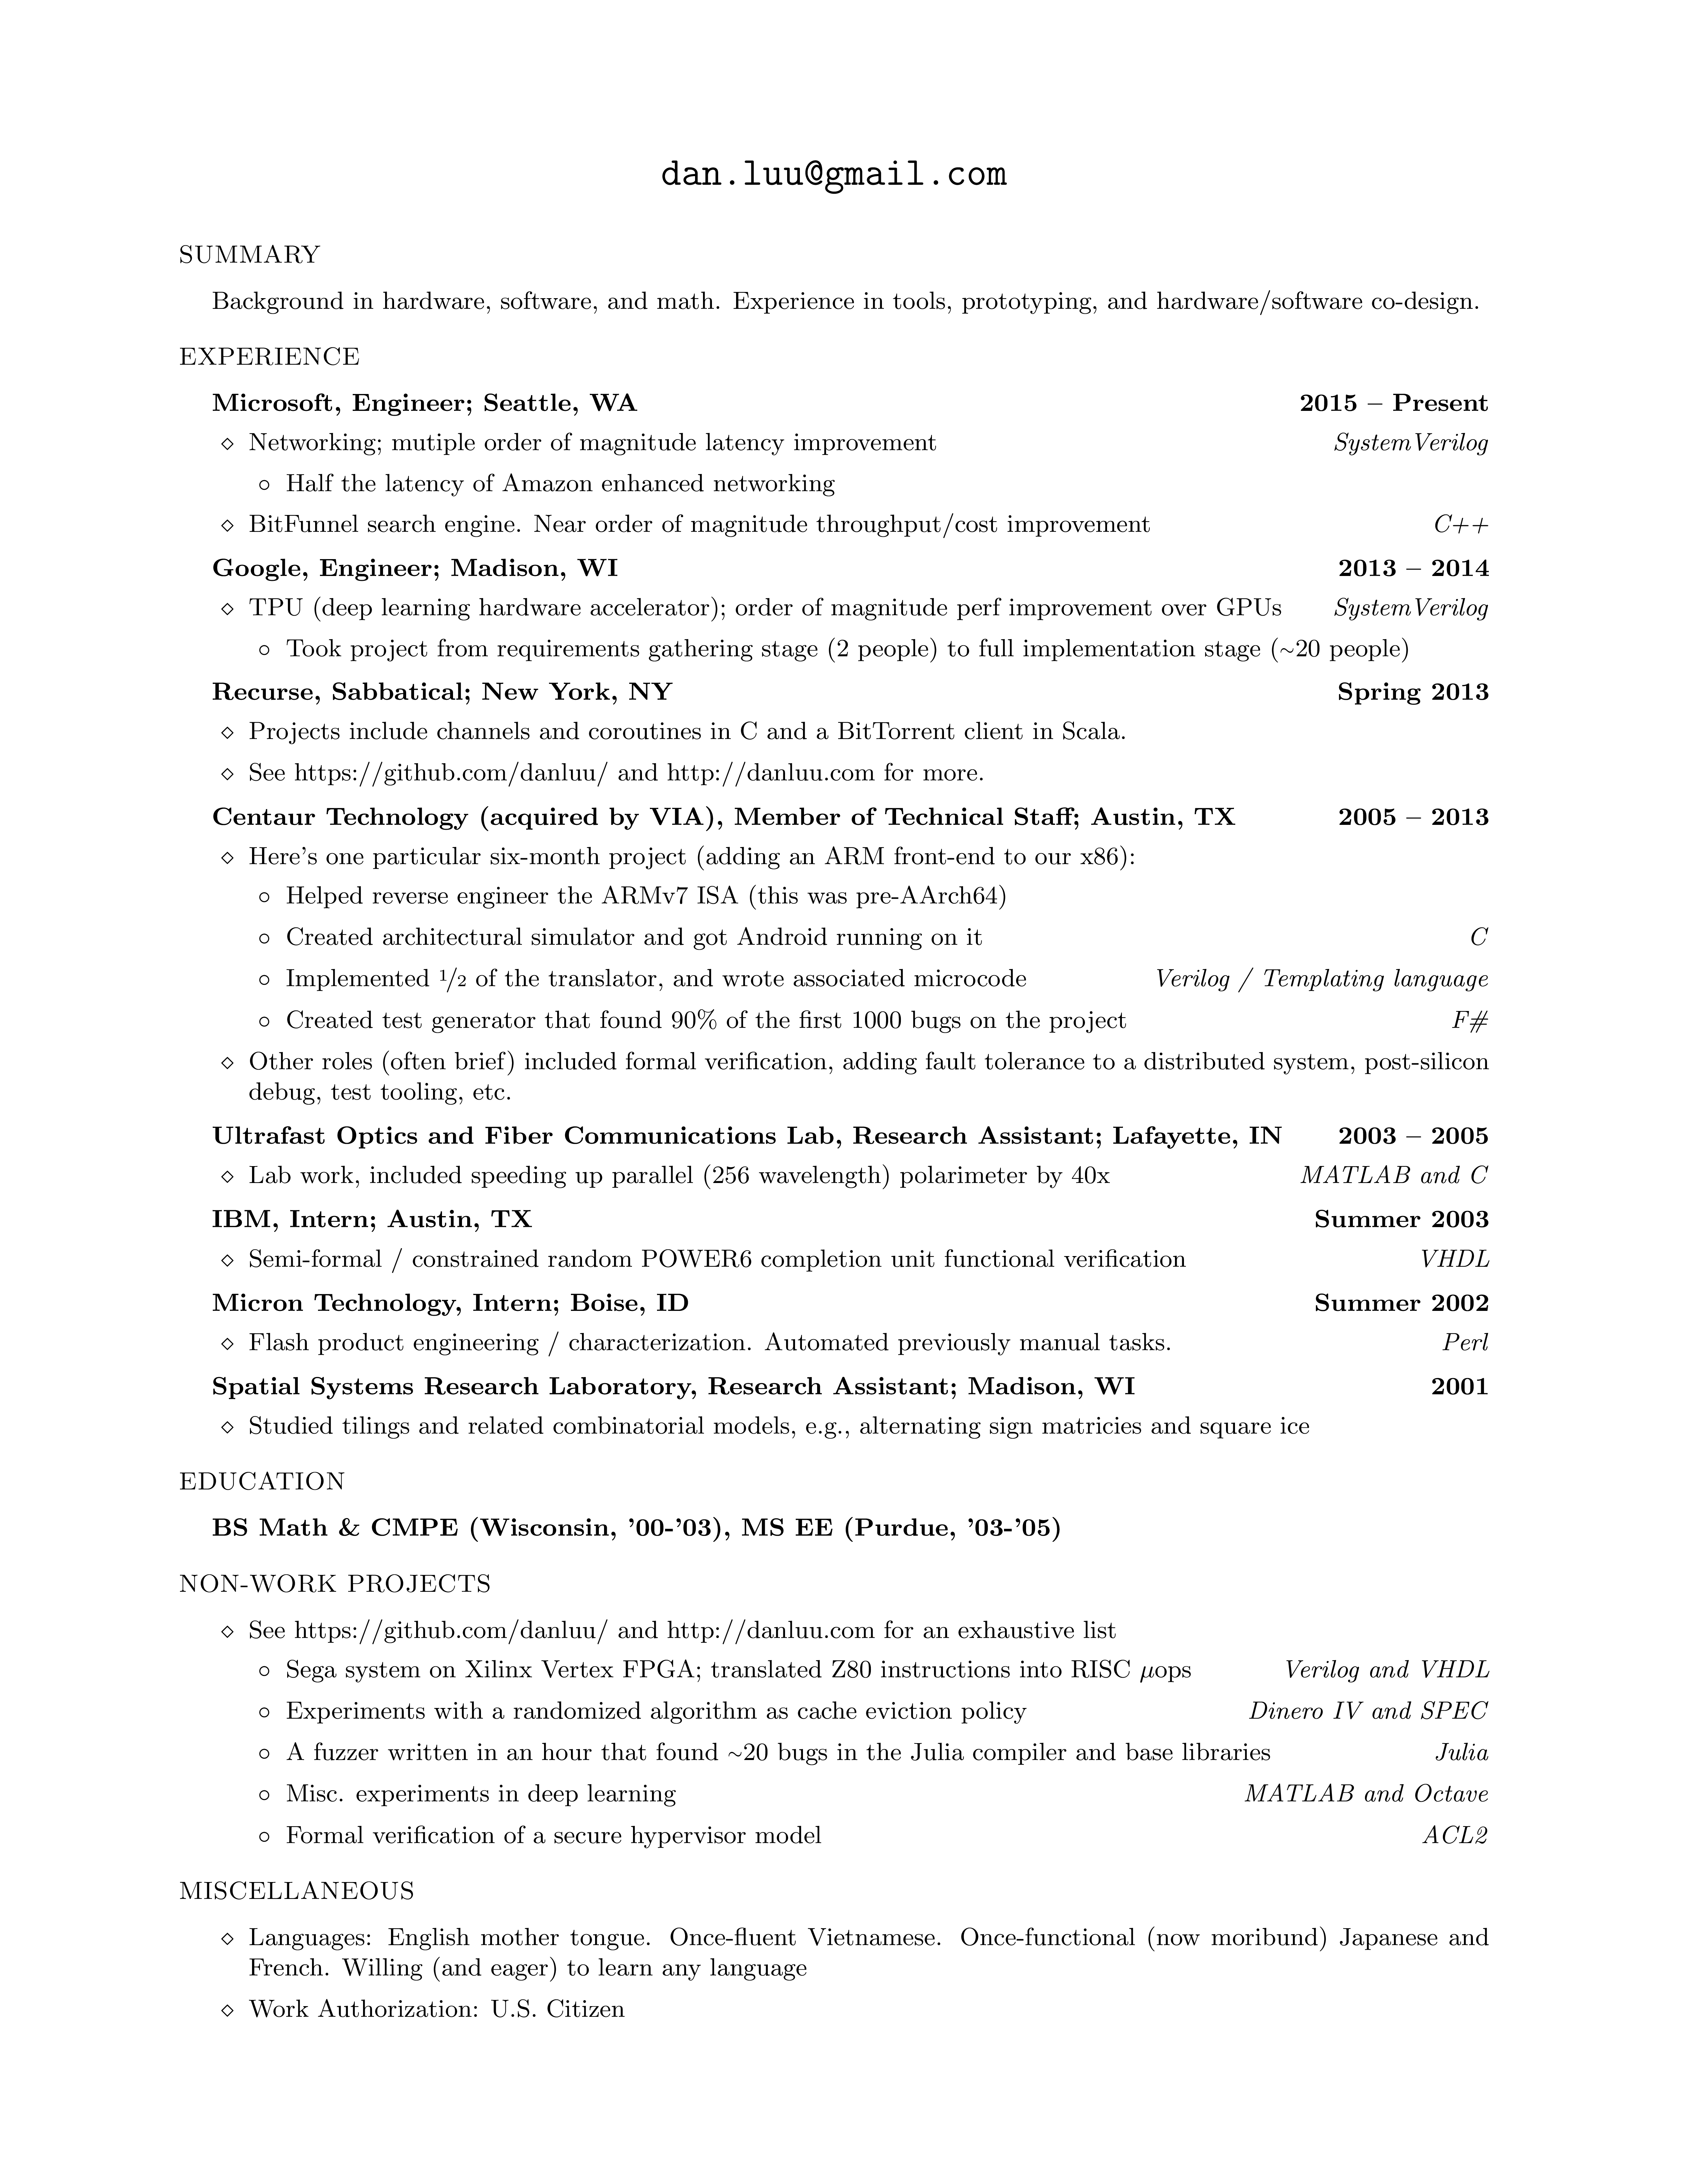 dan.luu@gmail.com
SUMMARY
Background in hardware, software, and math. Experience in tools, prototyping, and hardware/software co-design.
EXPERIENCE
Microsoft, Engineer; Seattle, WA 2015 – Present
⋄ Networking; mutiple order of magnitude latency improvement SystemVerilog
◦ Half the latency of Amazon enhanced networking
⋄ BitFunnel search engine. Near order of magnitude throughput/cost improvement C++
Google, Engineer; Madison, WI 2013 – 2014
⋄ TPU (deep learning hardware accelerator); order of magnitude perf improvement over GPUs SystemVerilog
◦ Took project from requirements gathering stage (2 people) to full implementation stage (~20 people)
Recurse, Sabbatical; New York, NY Spring 2013
⋄ Projects include channels and coroutines in C and a BitTorrent client in Scala.
⋄ See https://github.com/danluu/ and http://danluu.com for more.
Centaur Technology (acquired by VIA), Member of Technical Staff; Austin, TX 2005 – 2013
⋄ Here's one particular six-month project (adding an ARM front-end to our x86):
◦ Helped reverse engineer the ARMv7 ISA (this was pre-AArch64)
◦ Created architectural simulator and got Android running on it C
◦ Implemented 1/2 of the translator, and wrote associated microcode Verilog / Templating language
◦ Created test generator that found 90% of the first 1000 bugs on the project F#
⋄ Other roles (often brief) included formal verification, adding fault tolerance to a distributed system, post-silicon
debug, test tooling, etc.
Ultrafast Optics and Fiber Communications Lab, Research Assistant; Lafayette, IN 2003 – 2005
⋄ Lab work, included speeding up parallel (256 wavelength) polarimeter by 40x MATLAB and C
IBM, Intern; Austin, TX Summer 2003
⋄ Semi-formal / constrained random POWER6 completion unit functional verification VHDL
Micron Technology, Intern; Boise, ID Summer 2002
⋄ Flash product engineering / characterization. Automated previously manual tasks. Perl
Spatial Systems Research Laboratory, Research Assistant; Madison, WI 2001
⋄ Studied tilings and related combinatorial models, e.g., alternating sign matricies and square ice
EDUCATION
BS Math & CMPE (Wisconsin, '00-'03), MS EE (Purdue, '03-'05)
NON-WORK PROJECTS
⋄ See https://github.com/danluu/ and http://danluu.com for an exhaustive list
◦ Sega system on Xilinx Vertex FPGA; translated Z80 instructions into RISC μops Verilog and VHDL
◦ Experiments with a randomized algorithm as cache eviction policy Dinero IV and SPEC
◦ A fuzzer written in an hour that found ~20 bugs in the Julia compiler and base libraries Julia
◦ Misc. experiments in deep learning MATLAB and Octave
◦ Formal verification of a secure hypervisor model ACL2
MISCELLANEOUS
⋄ Languages: English mother tongue. Once-fluent Vietnamese. Once-functional (now moribund) Japanese and
French. Willing (and eager) to learn any language
⋄ Work Authorization: U.S. Citizen